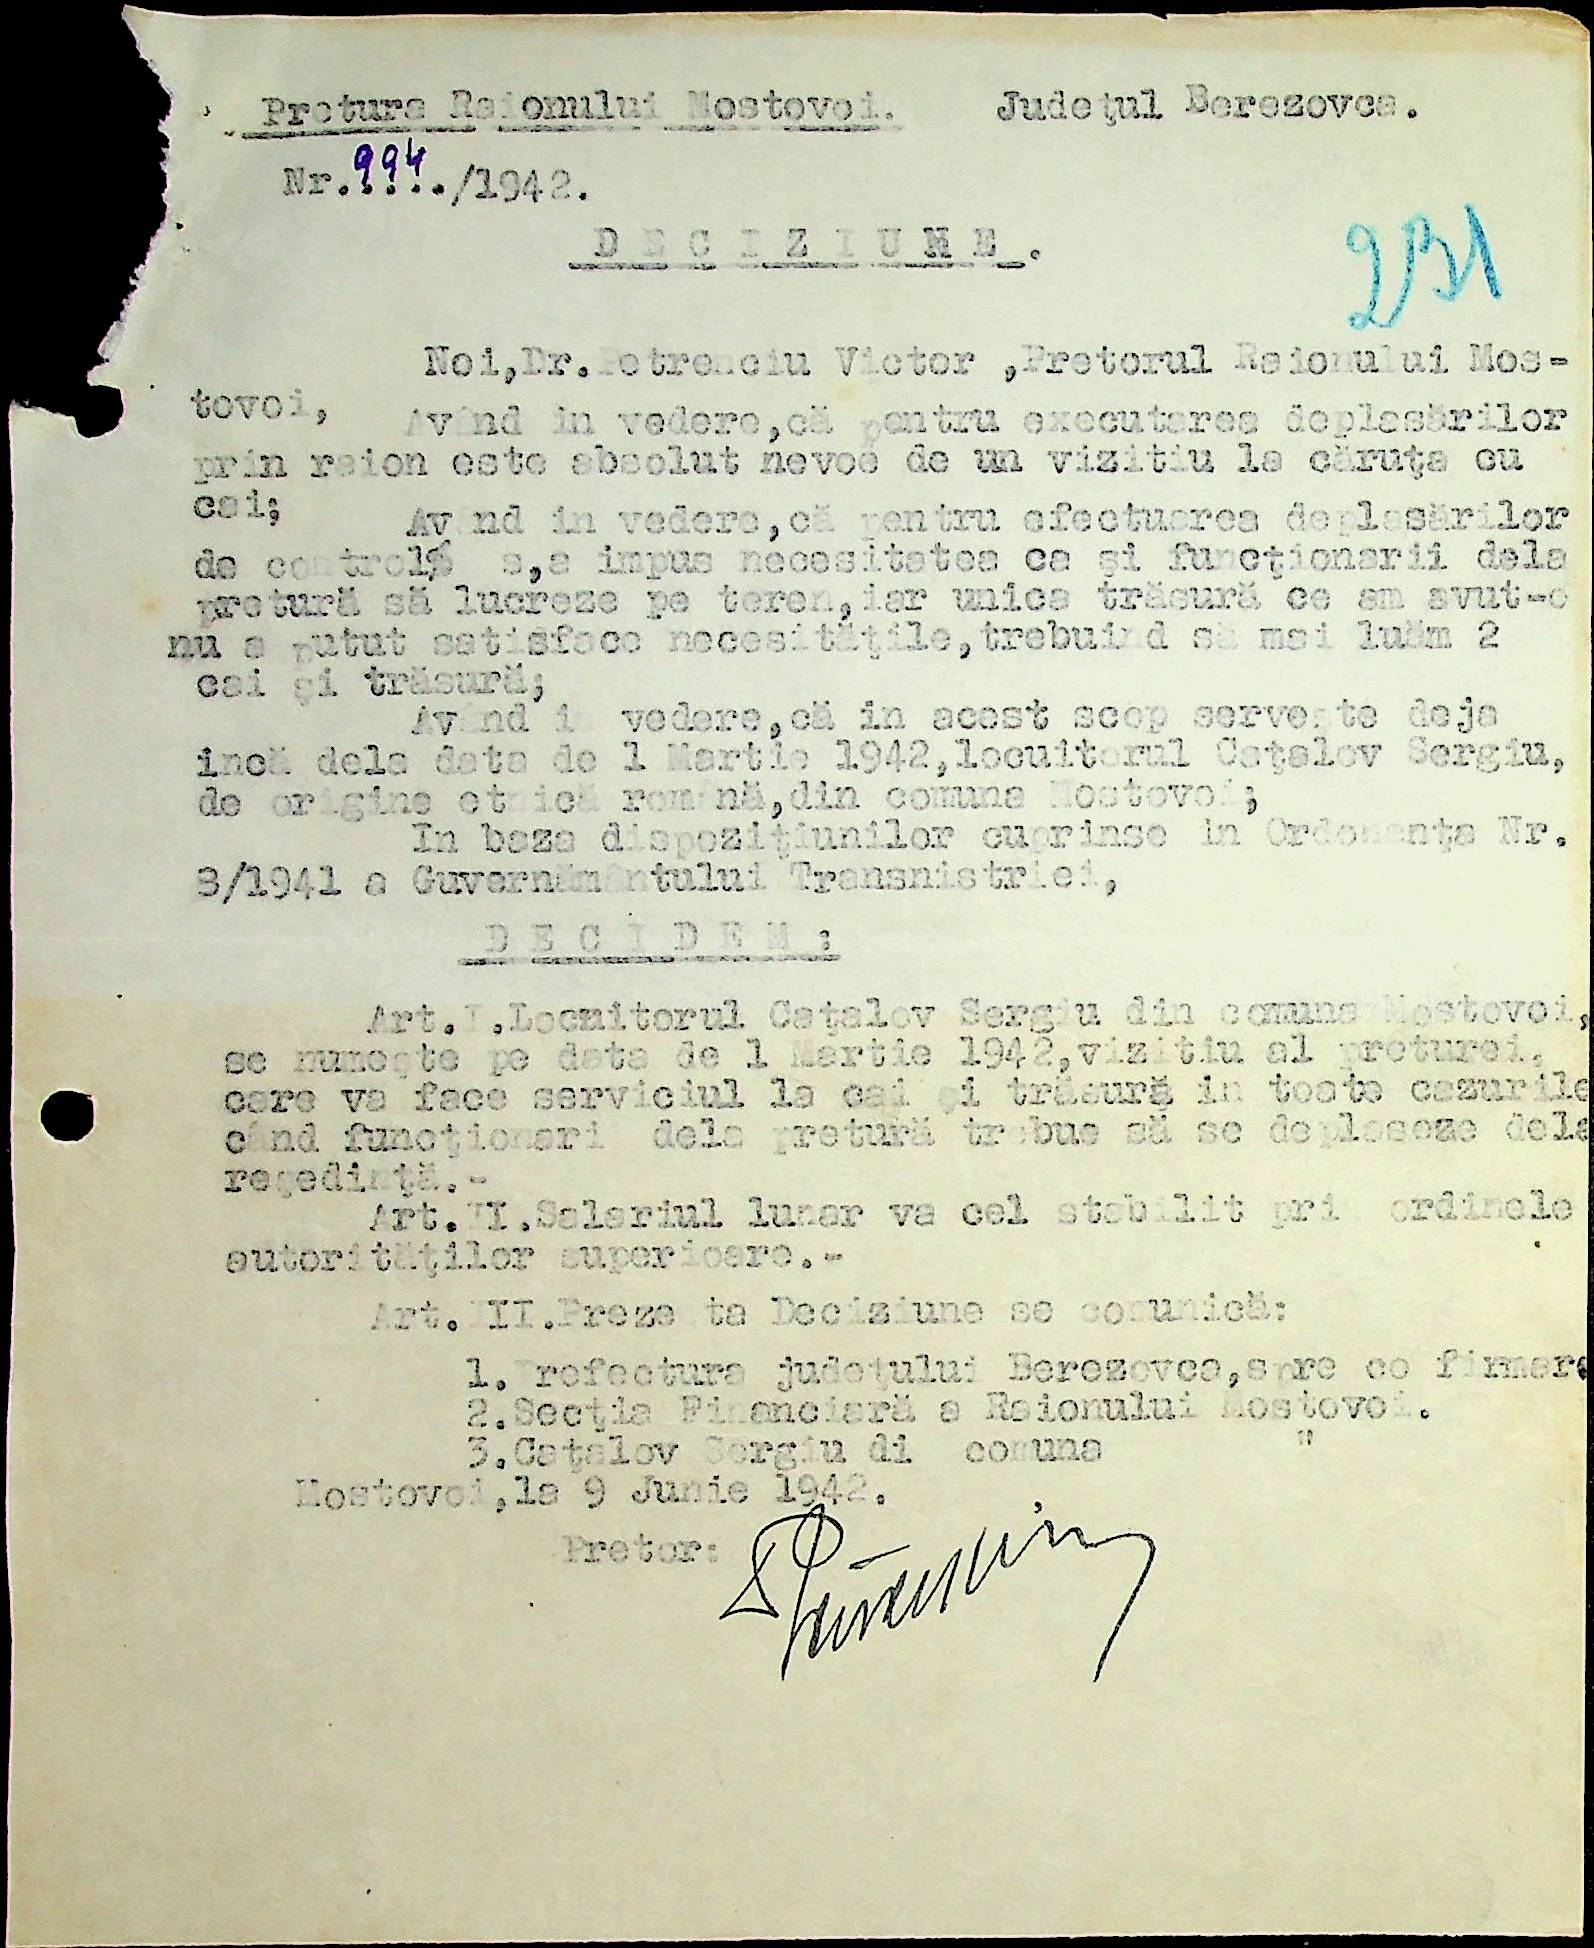 Pretura Raionului Mostovoi. Judeţul Berezovca.
Nr.994./1942.
231
D E C I Z I U N E .
Noi,Dr.Petrenciu Victor ,Pretorul Raionului Mos-
tovoi,
Având in vedere,că pentru executarea deplasărilor
prin raion este absolut nevoe de un vizitiu la căruţa cu
cai;
Având in vedere,că pentru efectuarea deplasărilor
de control s,a impus necesitatea ca şi funcţionarii dela
pretură să lucreze pe teren,iar unica trăsură ce am avut-o
nu a putut satisface necesităţile,trebuind să mai luăm 2
cai şi trăsură;
Având in vedere,că in acest scop serveşte deja
incă dela data de 1 Martie 1942,locuitorul Caţalov Sergiu,
de origine etnică română,din comuna Mostovoi;
In baza dispoziţiunilor cuprinse in Ordonanţa Nr.
8/1941 a Guvernământului Transnistriei,
D E C I D E M :
Art.I.Locuitorul Caţalov Sergiu din comuna Mostovoi,
se numeşte pe data de 1 Martie 1942,vizitiu al preturei,
care va face serviciul la cai şi trăsură in toate cazurile
când funcţionari dela pretură trebue să se deplaseze dela
reşedinţă.-
Art.II.Salariul lunar va cel stabilit prin ordinele
autorităţilor superioare.-
Art.III.Prezenta Deciziune se comunică:
1.Prefectura judeţului Berezovca,spre confirmare
2.Secţia Financiară a Raionului Mostovoi.
3.Caţalov Sergiu din comuna "
Mostovoi,la 9 Junie 1942.
Pretor: